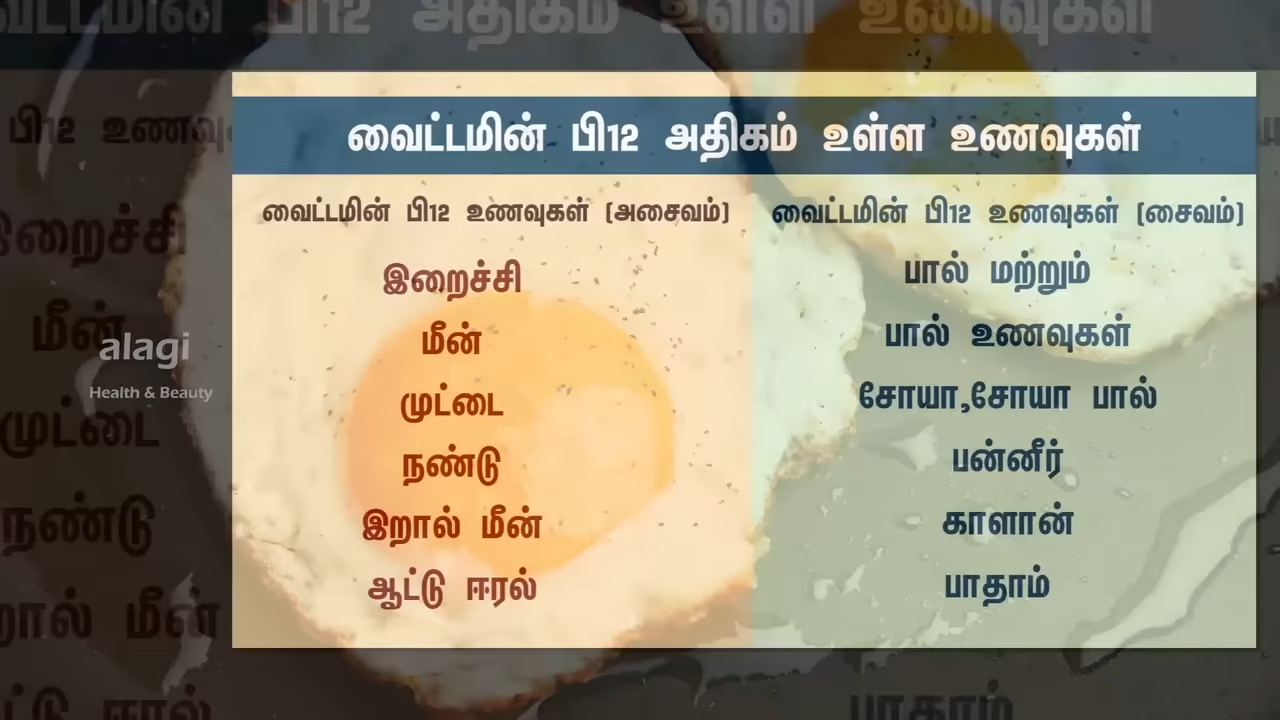 வைட்டமின் பி12 அதிகம் உள்ள உணவுகள்
வைட்டமின் பி12 உணவுகள் (அசைவம்)
இறைச்சி
மீன்
முட்டை
நண்டு
இறால் மீன்
ஆட்டு ஈரல்
வைட்டமின் பி12 உணவுகள் (சைவம்)
பால் மற்றும்
பால் உணவுகள்
சோயா,சோயா பால்
பன்னீர்
காளான்
பாதாம்
alagi
Health & Beauty